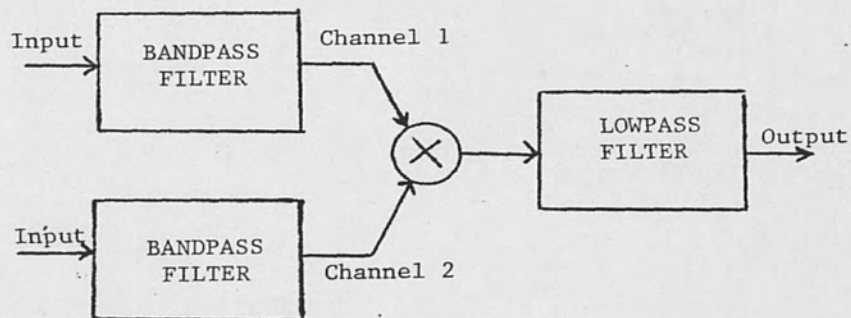 Input
BANDPASS
FILTER
Channel 1
LOWPASS
FILTER
Output
Input
BANDPASS
FILTER
Channel 2